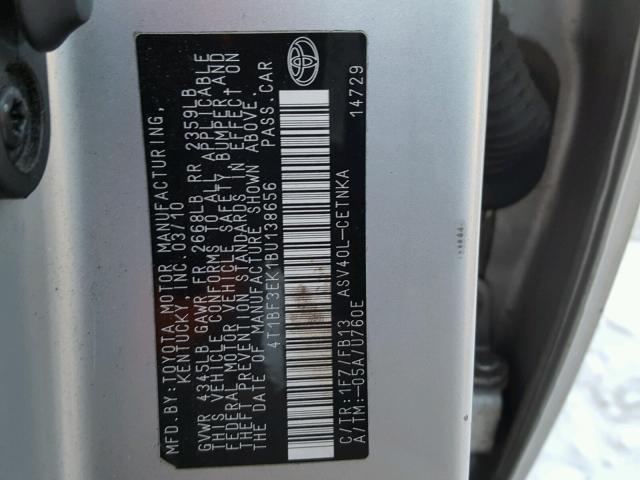 MFD.BY:TOYOTA MOTOR MANUFACTURING,
KENTUCKY, INC. 03/10
GVWR 4345LB GAWR FR 2608LB RR 2359LB
THIS VEHICLE CONFORMS TO ALL APPLICABLE
FEDERAL MOTOR VEHICLE SAFETY, BUMPER, AND
THEFT PREVENTION STANDARDS IN EFFECT ON
THE DATE OF MANUFACTURE SHOWN ABOVE.
4T1BF3EK1BU138656 PASS.CAR
C/TR:1F7/FB13 ASV40L-CETNKA
A/TM:-05A/U760E 14729